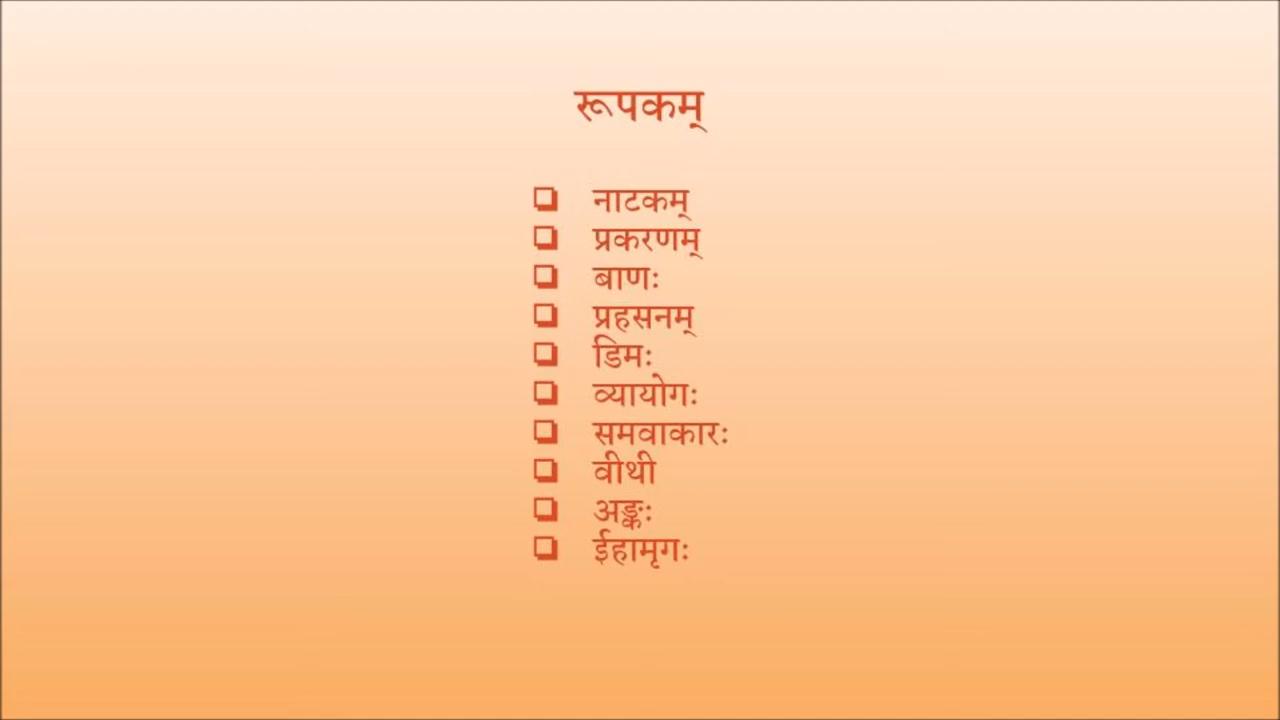 रूपकम्
नाटकम्
प्रकरणम्
बाणः
प्रहसनम्
डिमः
व्यायोगः
समवाकारः
वीथी
अङ्कः
ईहामृगः